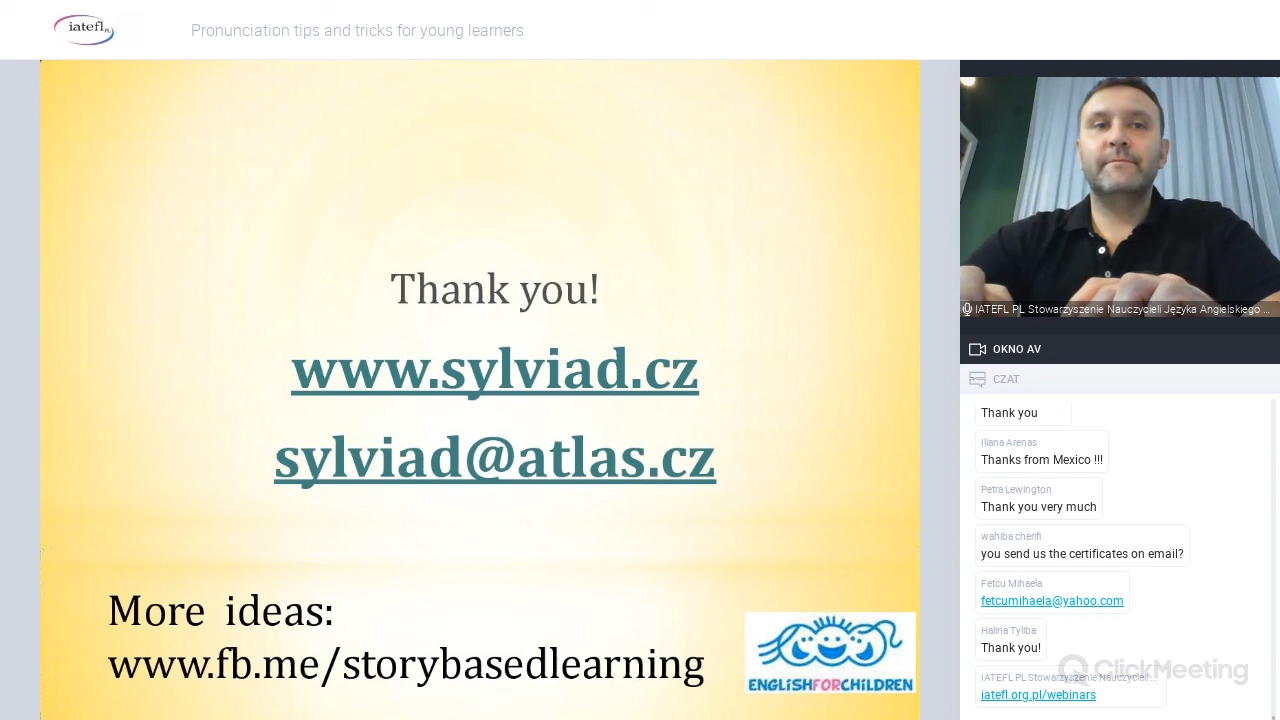 iatefl PL
Pronunciation tips and tricks for young learners
Thank you!
www.sylviad.cz
sylviad@atlas.cz
More ideas:
www.fb.me/storybasedlearning
ENGLiSHFORCHiLDREN
IATEFL PL Stowarzyszenie Nauczycieli Języka Angielskiego ...
OKNO AV
CZAT
Thank you
Iliana Arenas
Thanks from Mexico !!!
Petra Lewington
Thank you very much
wahiba cherifi
you send us the certificates on email?
Fetcu Mihaela
fetcumihaela@yahoo.com
Halina Tyliba
Thank you!
IATEFL PL Stowarzyszenie Nauczycieli ...
iatefl.org.pl/webinars
ClickMeeting